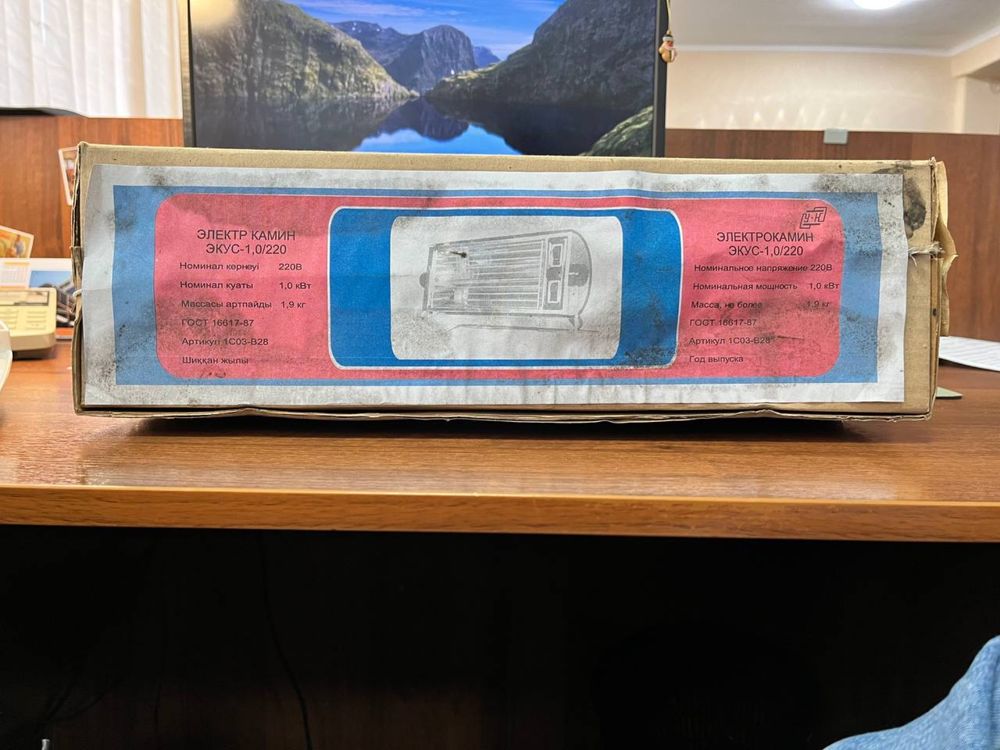 ЭЛЕКТР КАМИН
ЭКУС-1,0/220
Номинал кернеуі 220В
Номинал куаты 1,0 кВт
Массасы артпайды 1,9 кг
ГОСТ 16617-87
Артикул 1С03-В28
Шиққан жылы
У-Н
ЭЛЕКТРОКАМИН
ЭКУС-1,0/220
Номинальное напряжение 220В
Номинальная мощность 1,0 кВт
Масса, не более 1,9 кг
ГОСТ 16617-87
Артикул 1С03-В28
Год выпуска